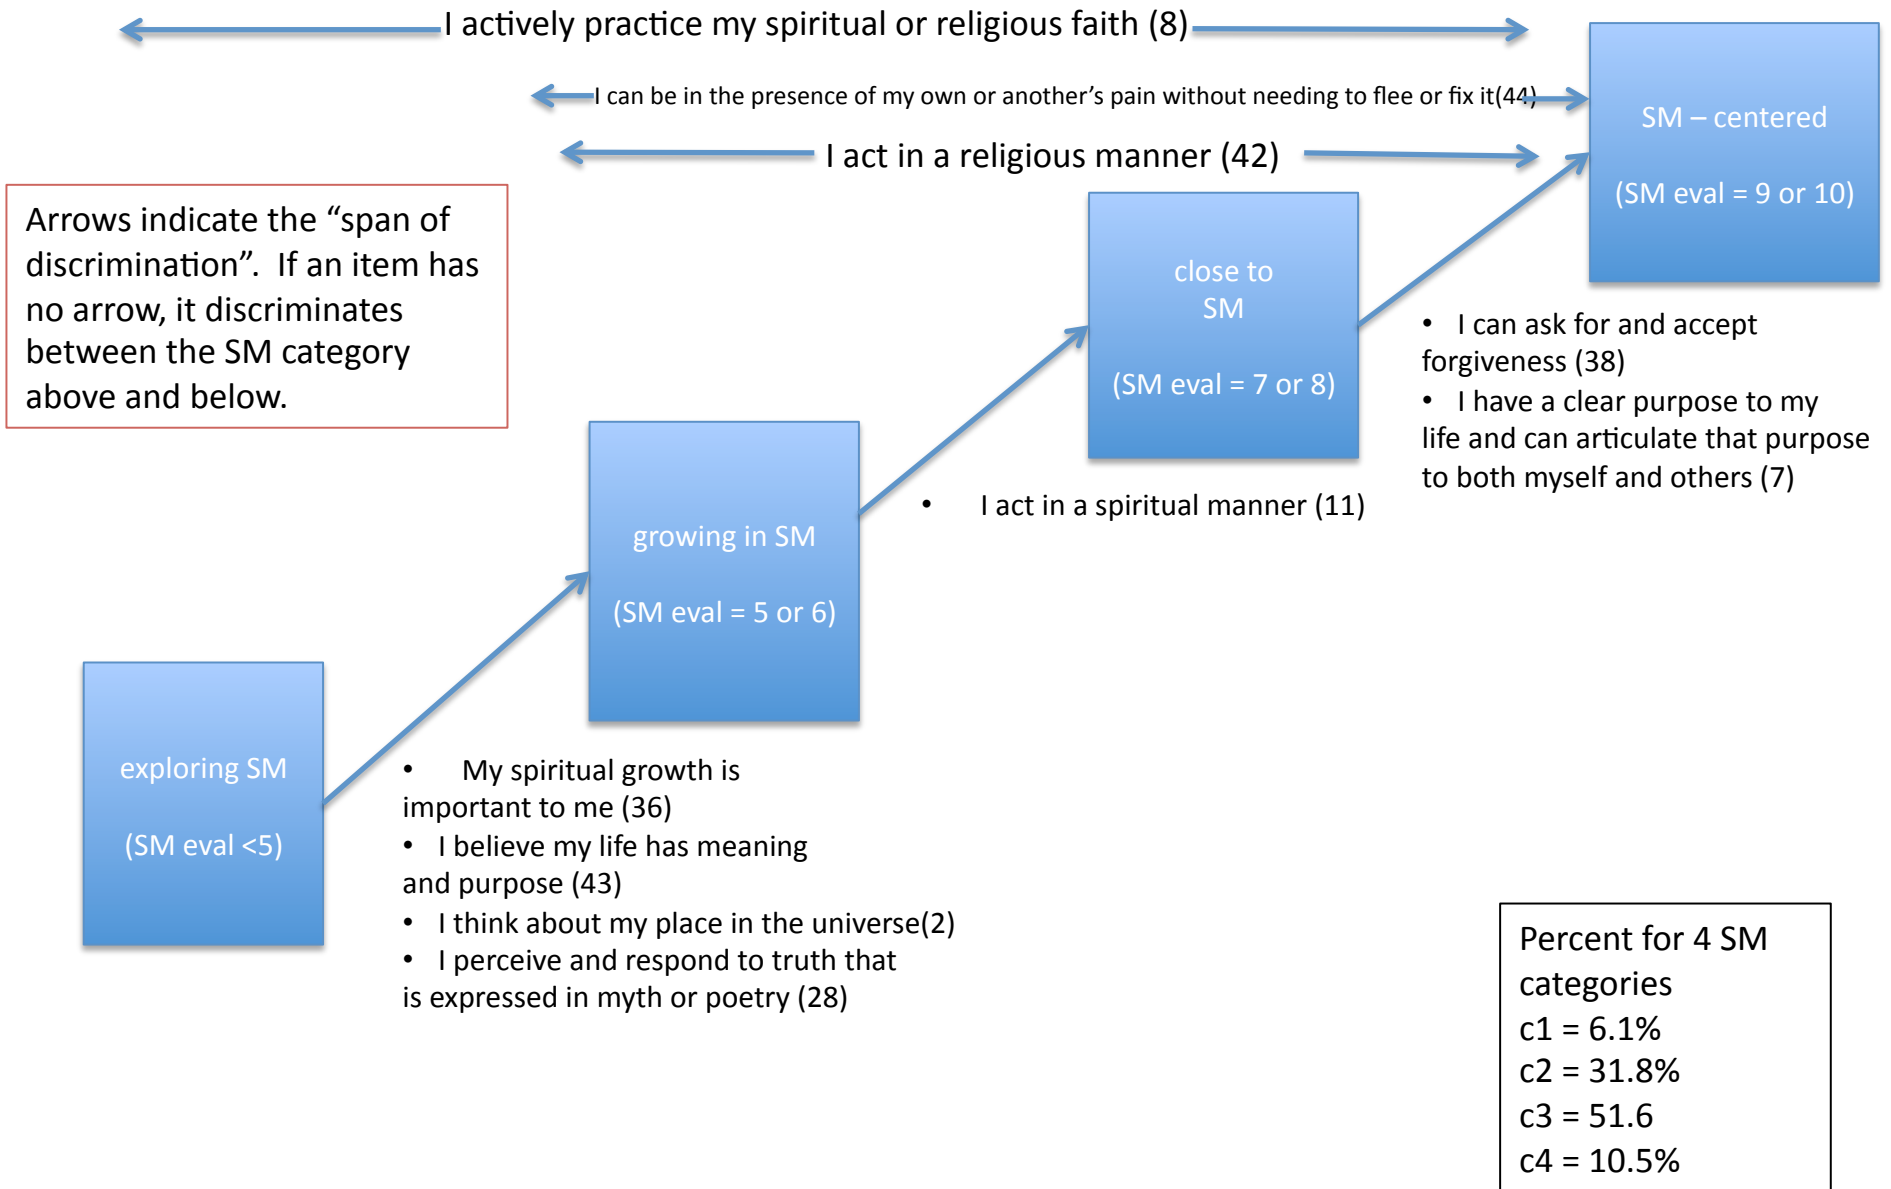 I actively practice my spiritual or religious faith (8)
I can be in the presence of my own or another’s pain without needing to flee or fix it(44)
I act in a religious manner (42)
SM – centered
(SM eval = 9 or 10)
Arrows indicate the “span of
discrimination”.  If an item has
no arrow, it discriminates
between the SM category
above and below.
close to
SM
(SM eval = 7 or 8)
• I can ask for and accept
forgiveness (38)
• I have a clear purpose to my
life and can articulate that purpose
to both myself and others (7)
growing in SM
(SM eval = 5 or 6)
• I act in a spiritual manner (11)
exploring SM
(SM eval <5)
• My spiritual growth is
important to me (36)
• I believe my life has meaning
and purpose (43)
• I think about my place in the universe(2)
• I perceive and respond to truth that
is expressed in myth or poetry (28)
Percent for 4 SM
categories
c1 = 6.1%
c2 = 31.8%
c3 = 51.6
c4 = 10.5%